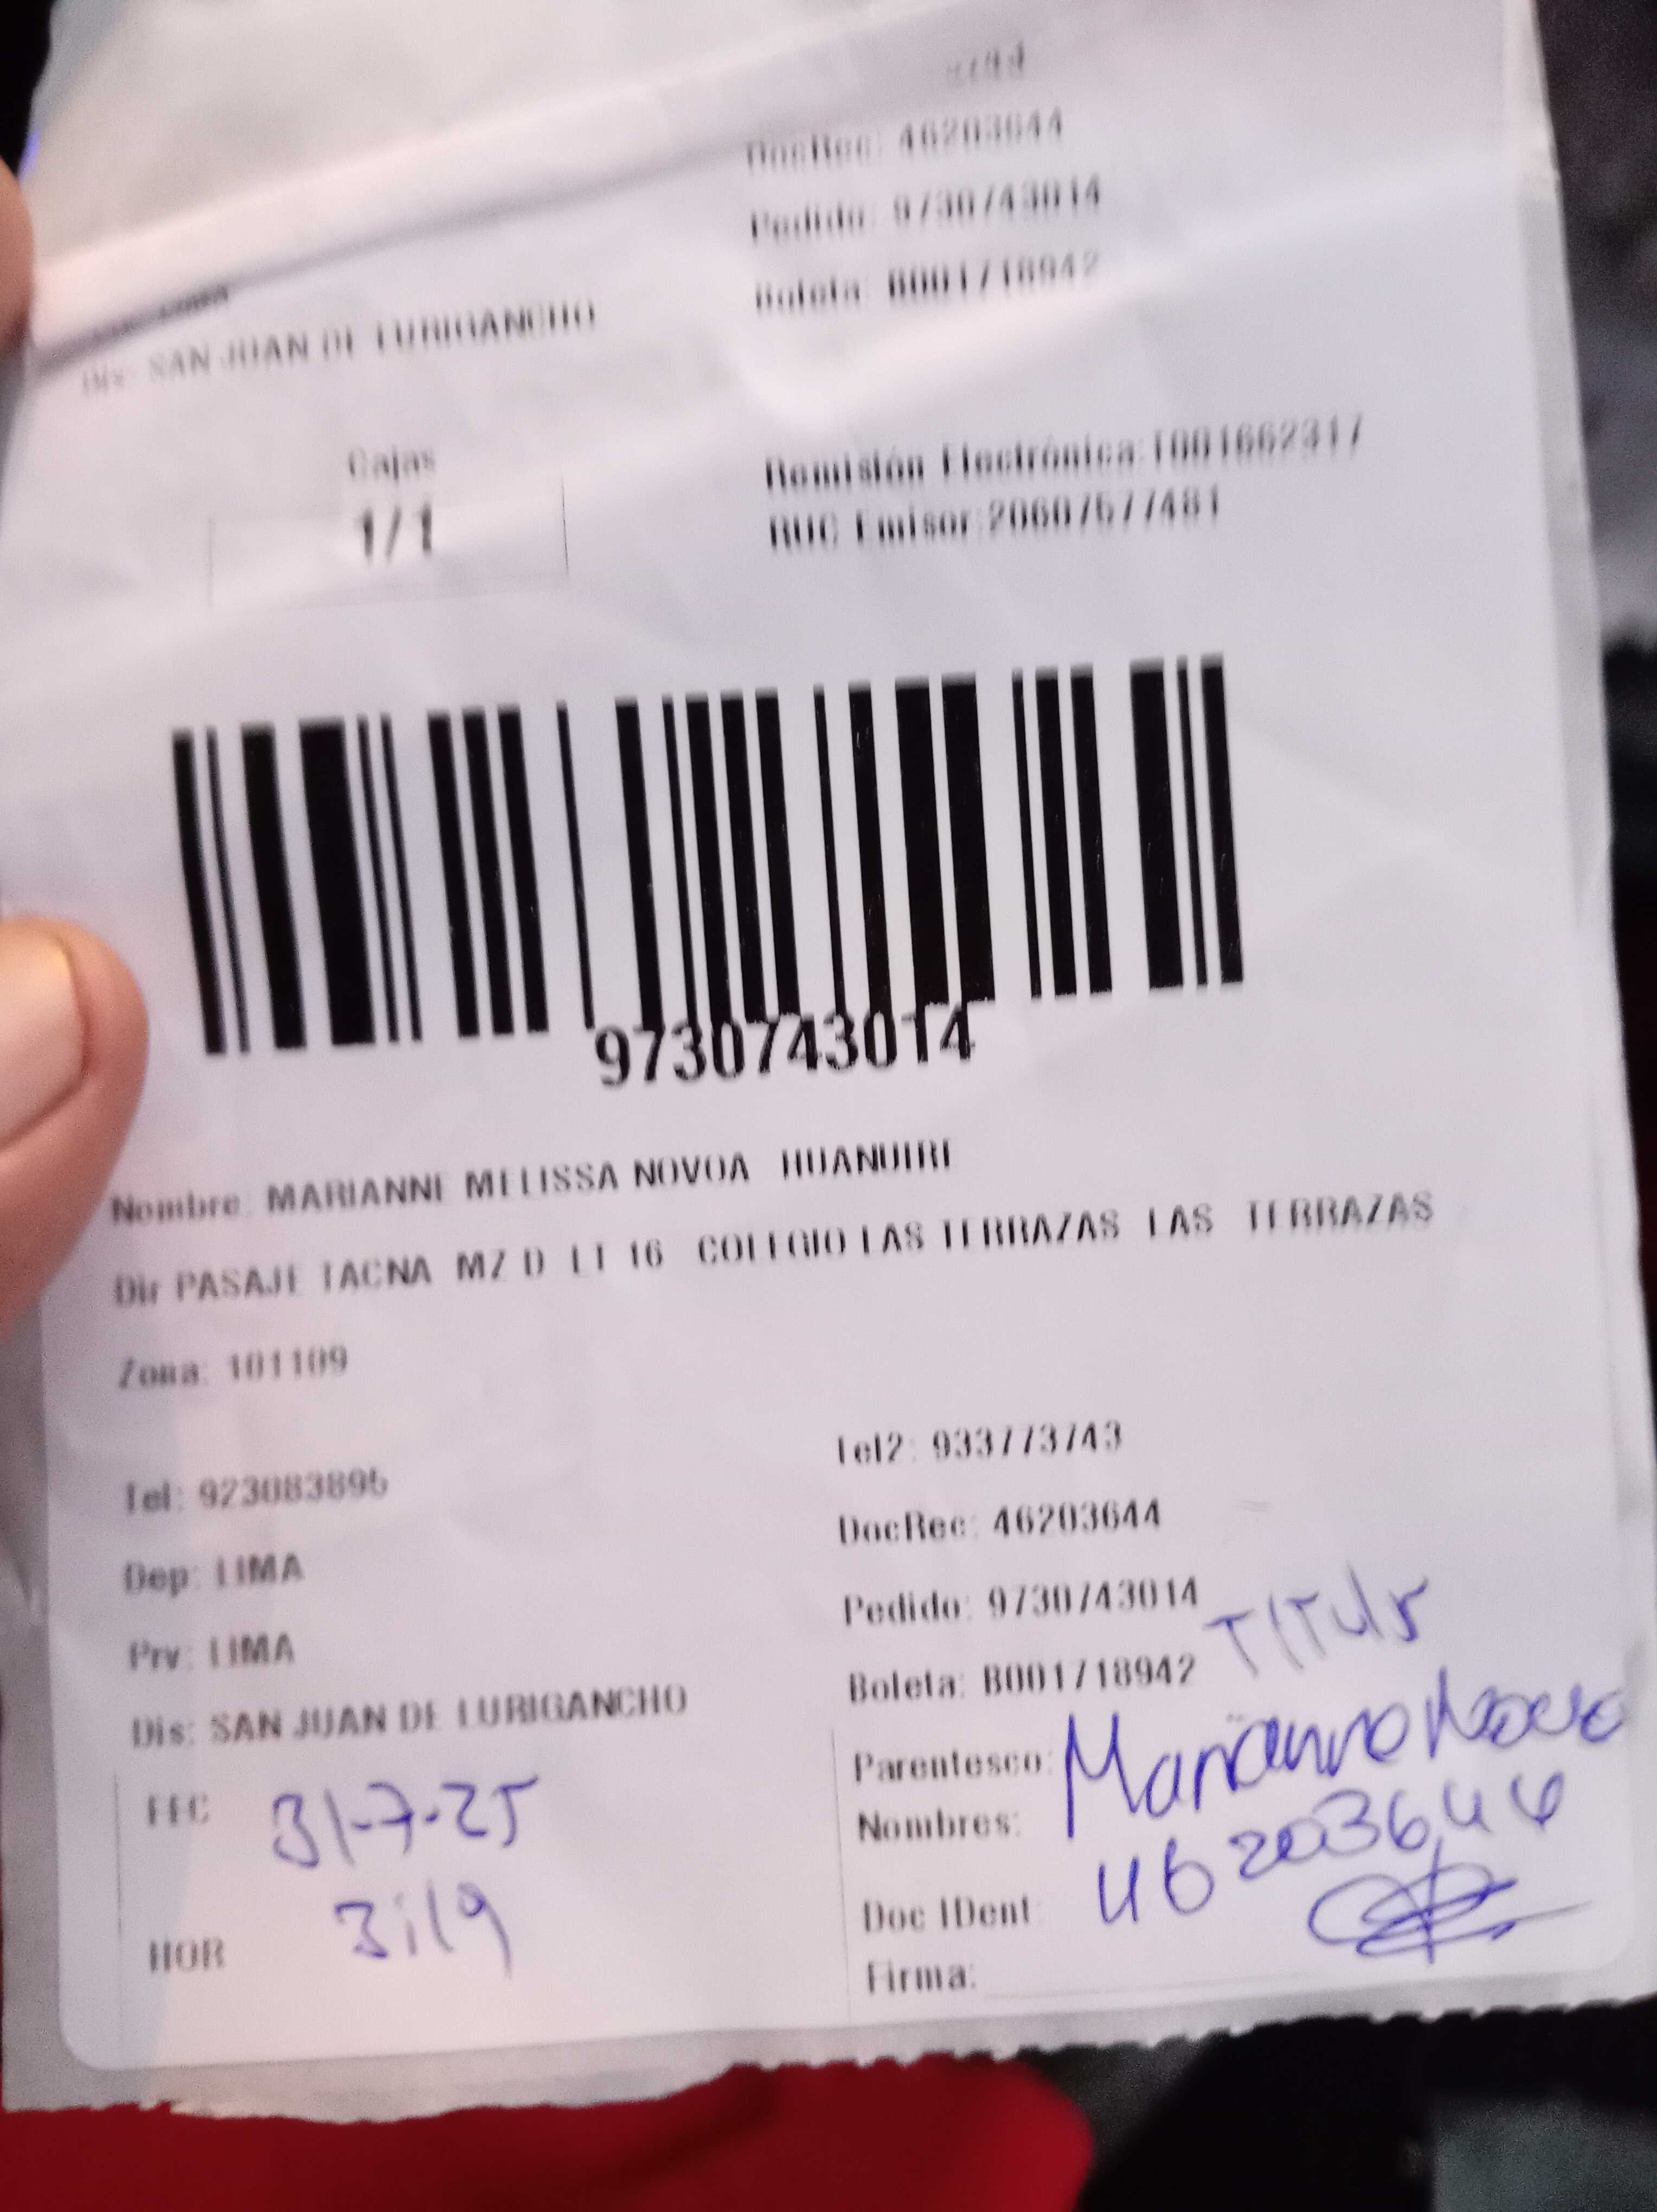 DocRec: 46203644
Pedido: 9730743014
Boleta: B001718942
Dis: SAN JUAN DE LURIGANCHO
Cajas
1/1
Remisión Electrónica:T001662317
RUC Emisor:20607577481
9730743014
Nombre: MARIANNE MELISSA NOVOA HUANUIRI
Dir PASAJE TACNA MZ D LT 16 COLEGIO LAS TERRAZAS LAS TERRAZAS
Zona: 101109
Tel: 923083895
Tel2: 933773743
Dep: LIMA
DocRec: 46203644
Prv: LIMA
Pedido: 9730743014
Dis: SAN JUAN DE LURIGANCHO
Boleta: B001718942
FEC 31-7-25
HOR 3:19
Parentesco:
Nombres: Marianne Novoa
Doc IDent 46203644
Firma: